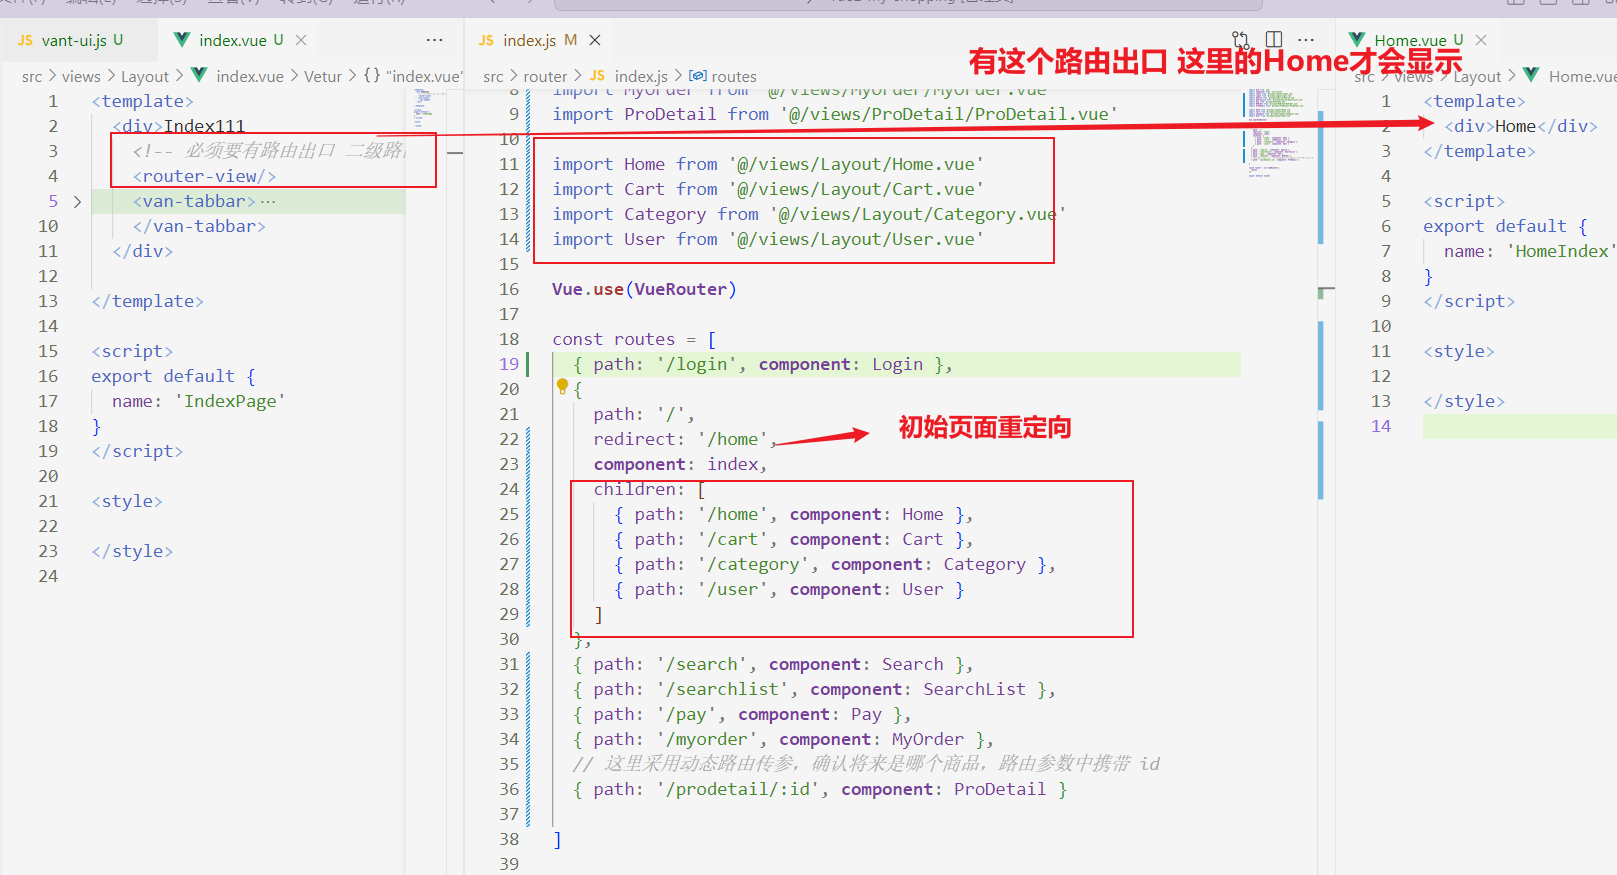 vant-ui.js U
index.vue U
src > views > Layout > index.vue > Vetur > {} "index.vue"
1 <template>
2 <div>Index111
3 <!-- 必须要有路由出口 二级路
4 <router-view/>
5 <van-tabbar>…
10 </van-tabbar>
11 </div>
12
13 </template>
14
15 <script>
16 export default {
17 name: 'IndexPage'
18 }
19 </script>
20
21 <style>
22
23 </style>
24
JS index.js M
src > router > JS index.js > routes
8 import MyOrder from '@/views/MyOrder/MyOrder.vue'
9 import ProDetail from '@/views/ProDetail/ProDetail.vue'
10
11 import Home from '@/views/Layout/Home.vue'
12 import Cart from '@/views/Layout/Cart.vue'
13 import Category from '@/views/Layout/Category.vue'
14 import User from '@/views/Layout/User.vue'
15
16 Vue.use(VueRouter)
17
18 const routes = [
19 { path: '/login', component: Login },
20 {
21 path: '/',
22 redirect: '/home',
初始页面重定向
23 component: index,
24 children: [
25 { path: '/home', component: Home },
26 { path: '/cart', component: Cart },
27 { path: '/category', component: Category },
28 { path: '/user', component: User }
29 ]
30 },
31 { path: '/search', component: Search },
32 { path: '/searchlist', component: SearchList },
33 { path: '/pay', component: Pay },
34 { path: '/myorder', component: MyOrder },
35 // 这里采用动态路由传参，确认将来是哪个商品，路由参数中携带 id
36 { path: '/prodetail/:id', component: ProDetail }
37
38 ]
39
有这个路由出口 这里的Home才会显示
Home.vue U
src > views > Layout > Home.vue
1 <template>
2 <div>Home</div>
3 </template>
4
5 <script>
6 export default {
7 name: 'HomeIndex'
8 }
9 </script>
10
11 <style>
12
13 </style>
14